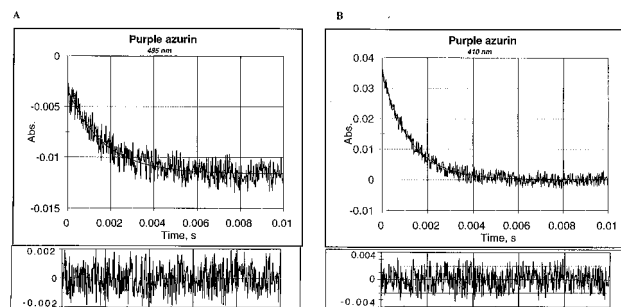 A
Purple azurin
485 nm
0
-0.005
-0.01
-0.015
Abs.
0 0.002 0.004 0.006 0.008 0.01
Time, s
0.002
0
-0.002
B
Purple azurin
410 nm
0.04
0.03
0.02
0.01
0
-0.01
Abs.
0 0.002 0.004 0.006 0.008 0.01
Time, s
0.004
0
-0.004